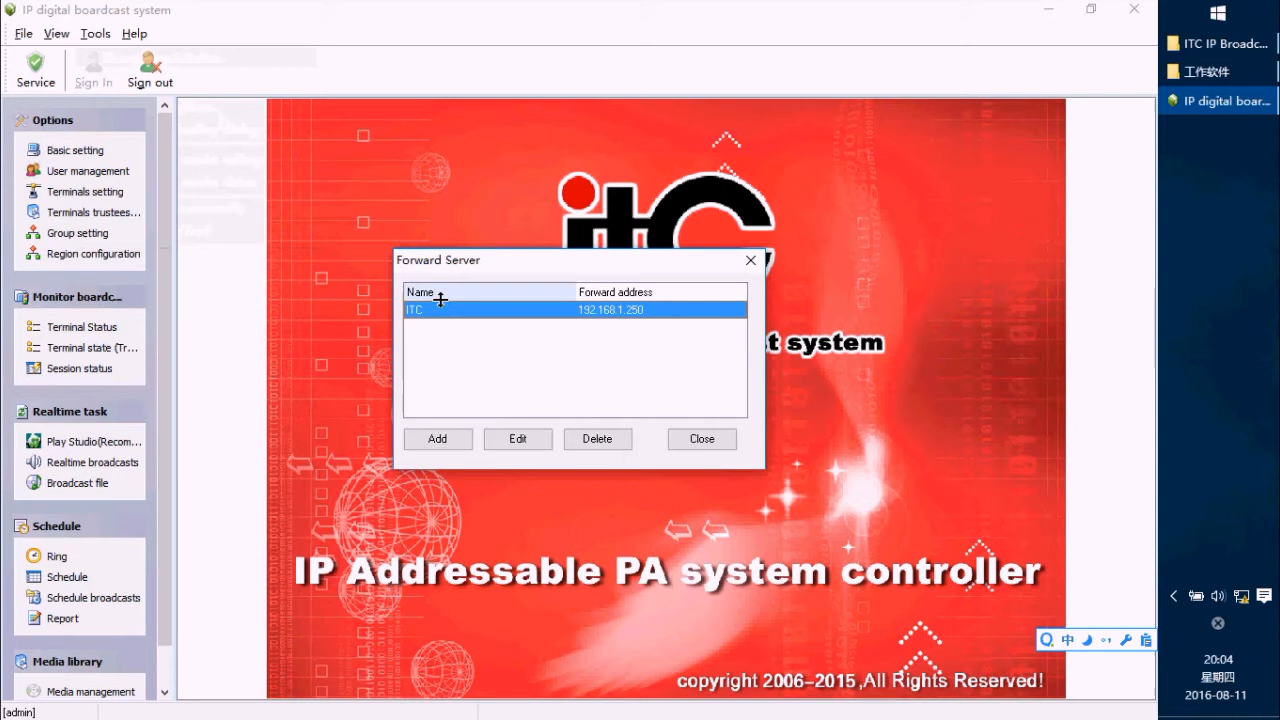 IP digital boardcast system
File View Tools Help
Service Sign In Sign out
Options
Basic setting
User management
Terminals setting
Terminals trustees...
Group setting
Region configuration
Monitor boardc...
Terminal Status
Terminal state (Tr...
Session status
Realtime task
Play Studio(Recom...
Realtime broadcasts
Broadcast file
Schedule
Ring
Schedule
Schedule broadcasts
Report
Media library
Media management
[admin]
itC
Forward Server
Name Forward address
ITC 192.168.1.250
Add Edit Delete Close
t system
IP Addressable PA system controller
copyright 2006-2015,All Rights Reserved!
ITC IP Broadc...
工作软件
IP digital boar...
中
20:04
星期四
2016-08-11